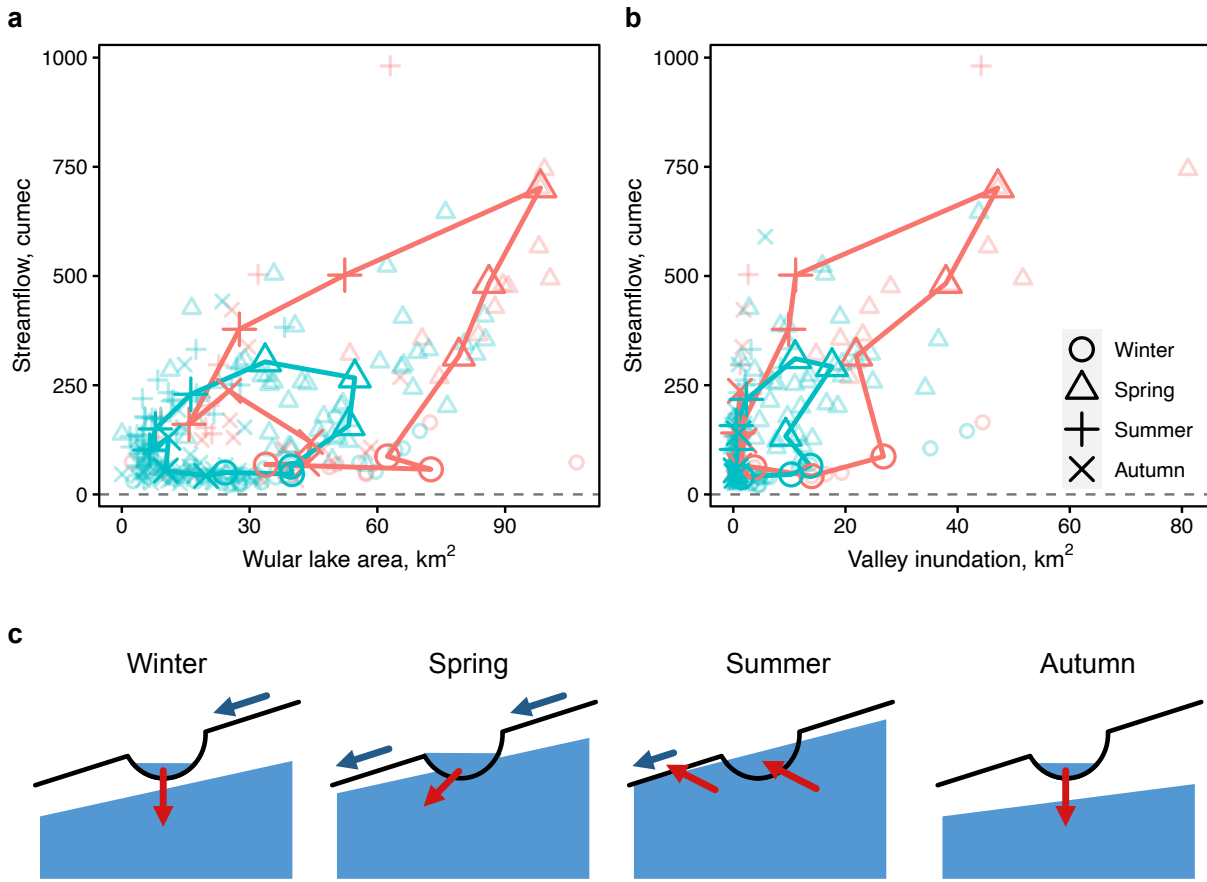 a
b
1000
750
500
250
0
Streamflow, cumec
0
30
60
90
Wular lake area, km²
1000
750
500
250
0
Streamflow, cumec
0
20
40
60
80
Valley inundation, km²
Winter
Spring
Summer
Autumn
c
Winter
Spring
Summer
Autumn